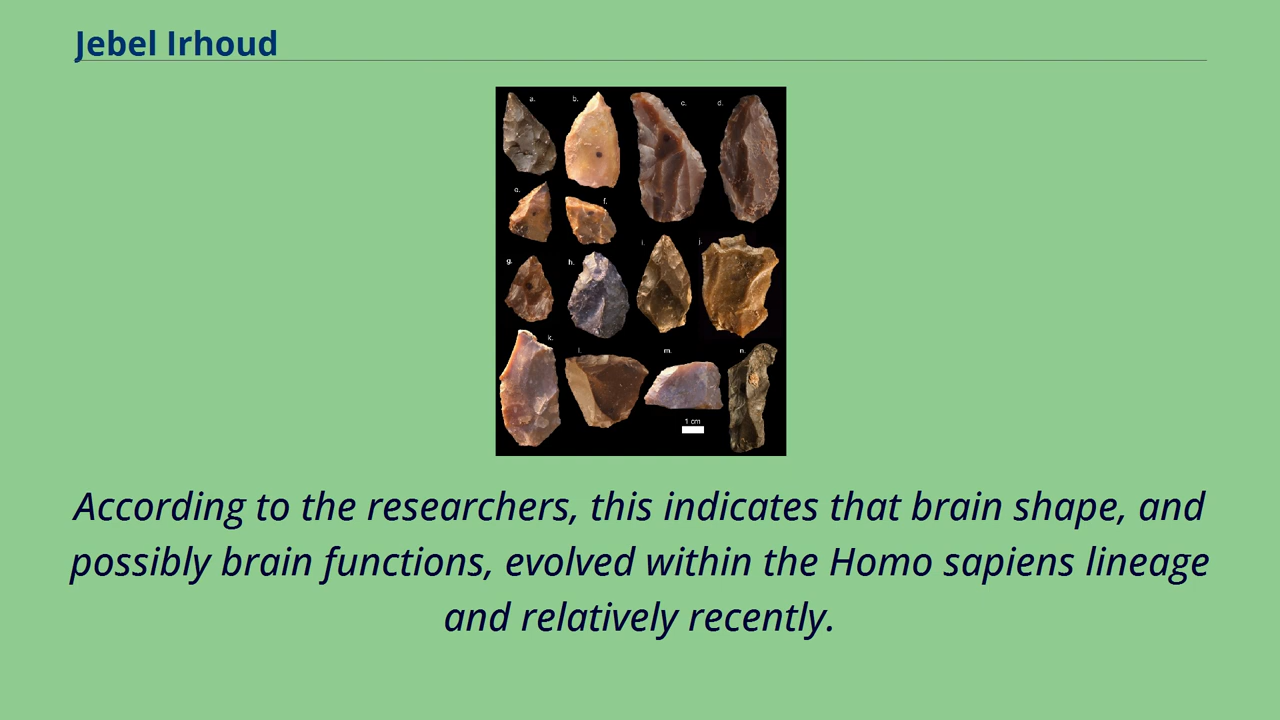 Jebel Irhoud
a. b. c. d.
f.
i. j.
g. h.
k.
l. m. n.
1 cm
According to the researchers, this indicates that brain shape, and
possibly brain functions, evolved within the Homo sapiens lineage
and relatively recently.